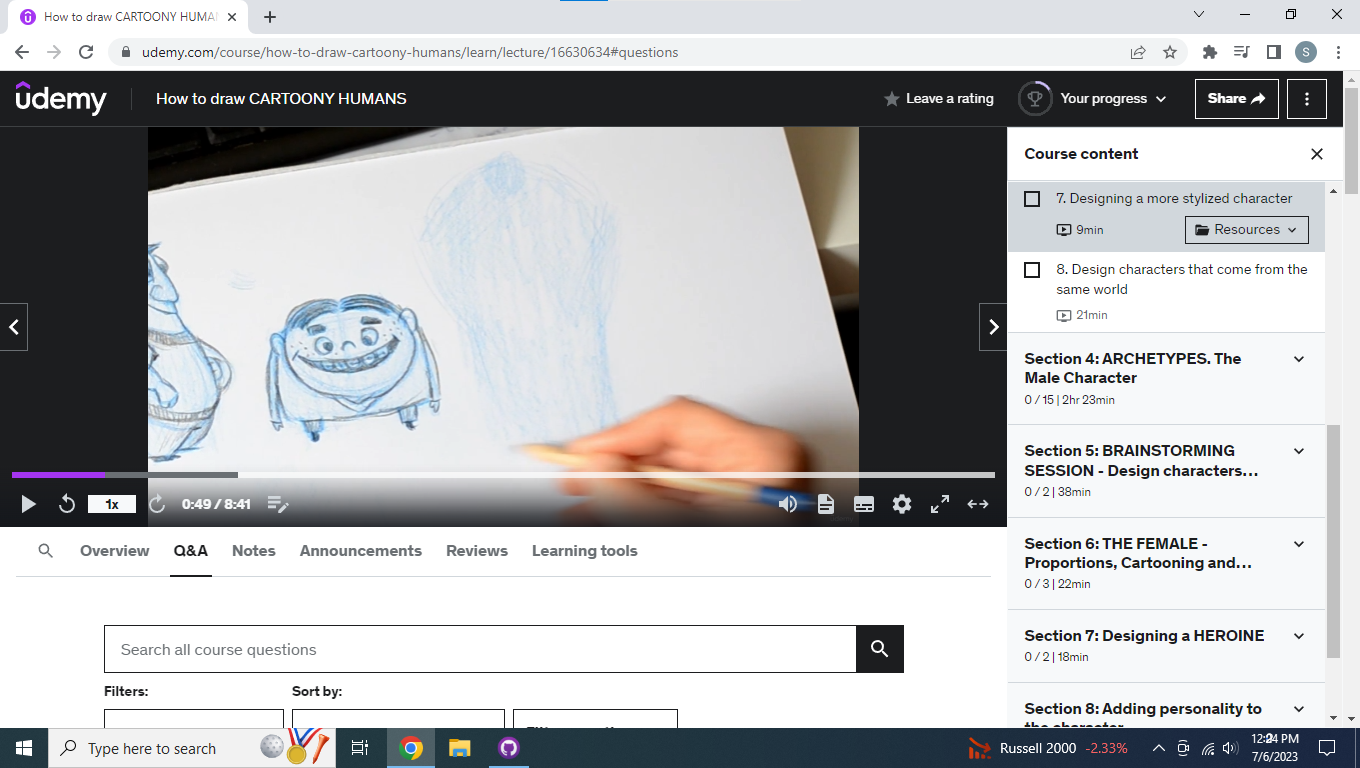 How to draw CARTOONY HUMA
udemy.com/course/how-to-draw-cartoony-humans/learn/lecture/16630634#questions
S
udemy
How to draw CARTOONY HUMANS
Leave a rating
Your progress
Share
Course content
7. Designing a more stylized character
9min
Resources
8. Design characters that come from the
same world
21min
Section 4: ARCHETYPES. The
Male Character
0 / 15 | 2hr 23min
Section 5: BRAINSTORMING
SESSION - Design characters...
0 / 2 | 38min
Section 6: THE FEMALE -
Proportions, Cartooning and...
0 / 3 | 22min
Section 7: Designing a HEROINE
0 / 2 | 18min
Section 8: Adding personality to
the character
1x
0:49 / 8:41
Overview
Q&A
Notes
Announcements
Reviews
Learning tools
Search all course questions
Filters:
Sort by:
Type here to search
Russell 2000 -2.33%
PM
7/6/2023